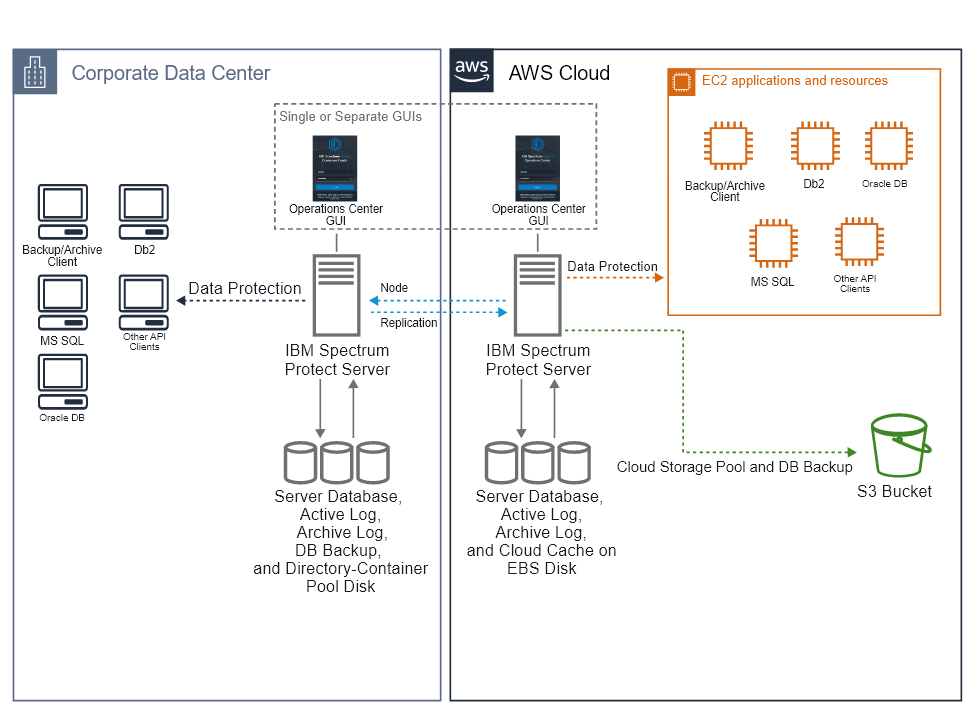 Corporate Data Center
aws
AWS Cloud
EC2 applications and resources
Single or Separate GUIs
Operations Center
GUI
Operations Center
GUI
Backup/Archive
Client
Db2
MS SQL
Other API
Clients
Oracle DB
Data Protection
Node
Replication
Data Protection
Backup/Archive
Client
Db2
Oracle DB
MS SQL
Other API
Clients
IBM Spectrum
Protect Server
IBM Spectrum
Protect Server
Cloud Storage Pool and DB Backup
S3 Bucket
Server Database,
Active Log,
Archive Log,
DB Backup,
and Directory-Container
Pool Disk
Server Database,
Active Log,
Archive Log,
and Cloud Cache on
EBS Disk